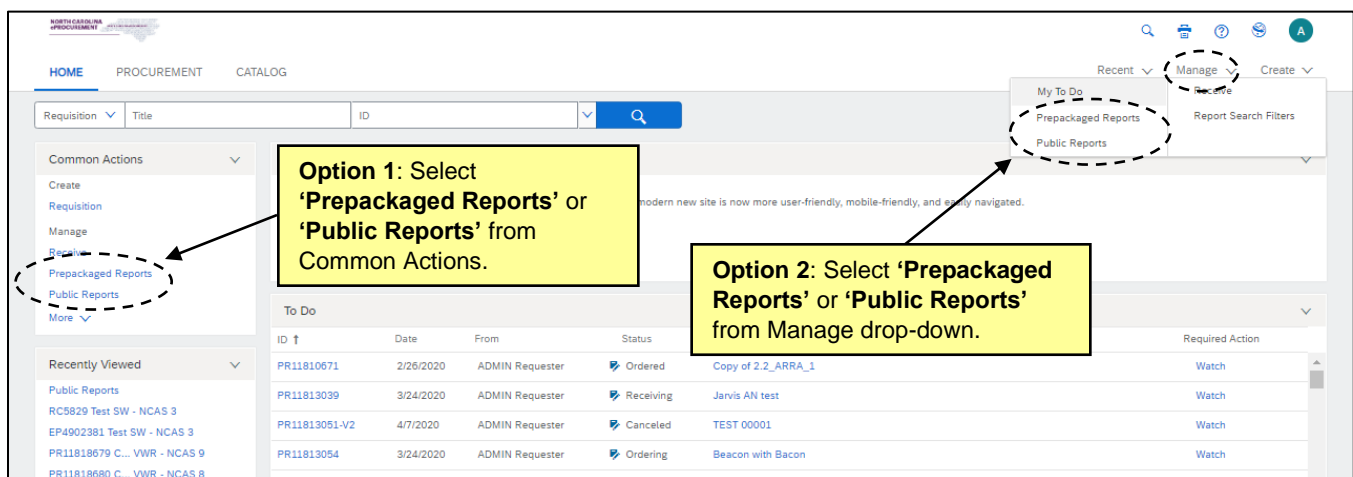 NORTH CAROLINA
ePROCUREMENT
A
HOME PROCUREMENT CATALOG
Recent Manage Create
My To Do Receive
Prepackaged Reports Report Search Filters
Public Reports
Requisition Title ID
Common Actions
Create
Requisition
Manage
Receive
Prepackaged Reports
Public Reports
More
Option 1: Select
‘Prepackaged Reports’ or
‘Public Reports’ from
Common Actions.
modern new site is now more user-friendly, mobile-friendly, and easily navigated.
Option 2: Select ‘Prepackaged
Reports’ or ‘Public Reports’
from Manage drop-down.
To Do
ID ↑ Date From Status Required Action
PR11810671 2/26/2020 ADMIN Requester Ordered Copy of 2.2_ARRA_1 Watch
PR11813039 3/24/2020 ADMIN Requester Receiving Jarvis AN test Watch
PR11813051-V2 4/7/2020 ADMIN Requester Canceled TEST 00001 Watch
PR11813054 3/24/2020 ADMIN Requester Ordering Beacon with Bacon Watch
Recently Viewed
Public Reports
RC5829 Test SW - NCAS 3
EP4902381 Test SW - NCAS 3
PR11818679 C... VWR - NCAS 9
PR11818680 C... VWR - NCAS 8